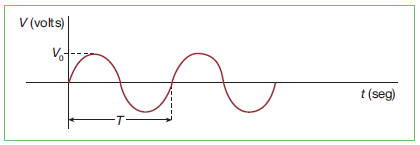 V (volts)
V₀
t (seg)
T